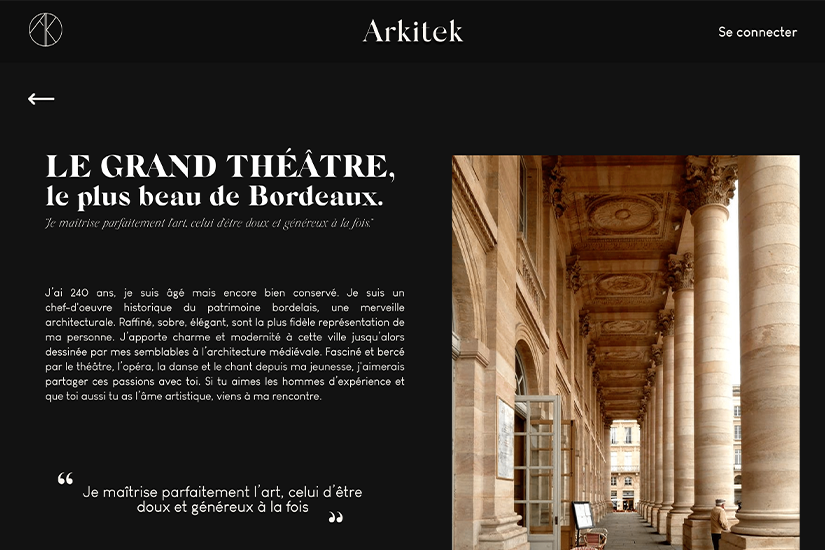 Arkitek
Se connecter
LE GRAND THÉÂTRE,
le plus beau de Bordeaux.
"Je maîtrise parfaitement l'art, celui d'être doux et généreux à la fois."
J'ai 240 ans, je suis âgé mais encore bien conservé. Je suis un
chef-d'oeuvre historique du patrimoine bordelais, une merveille
architecturale. Raffiné, sobre, élégant, sont la plus fidèle représentation de
ma personne. J'apporte charme et modernité à cette ville jusqu'alors
dessinée par mes semblables à l'architecture médiévale. Fasciné et bercé
par le théâtre, l'opéra, la danse et le chant depuis ma jeunesse, j'aimerais
partager ces passions avec toi. Si tu aimes les hommes d'expérience et
que toi aussi tu as l'âme artistique, viens à ma rencontre.
“ Je maîtrise parfaitement l'art, celui d'être
doux et généreux à la fois ”